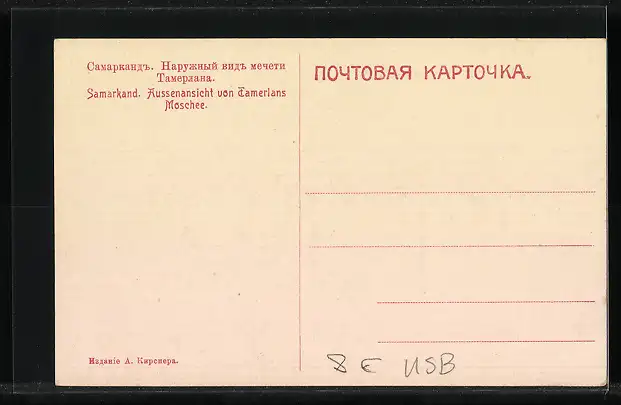 Самаркандъ. Наружный видъ мечети
Тамерлана.
Samarkand. Aussenansicht von Tamerlans
Moschee.
ПОЧТОВАЯ КАРТОЧКА.
Изданіе А. Кирснера.
8 € USB